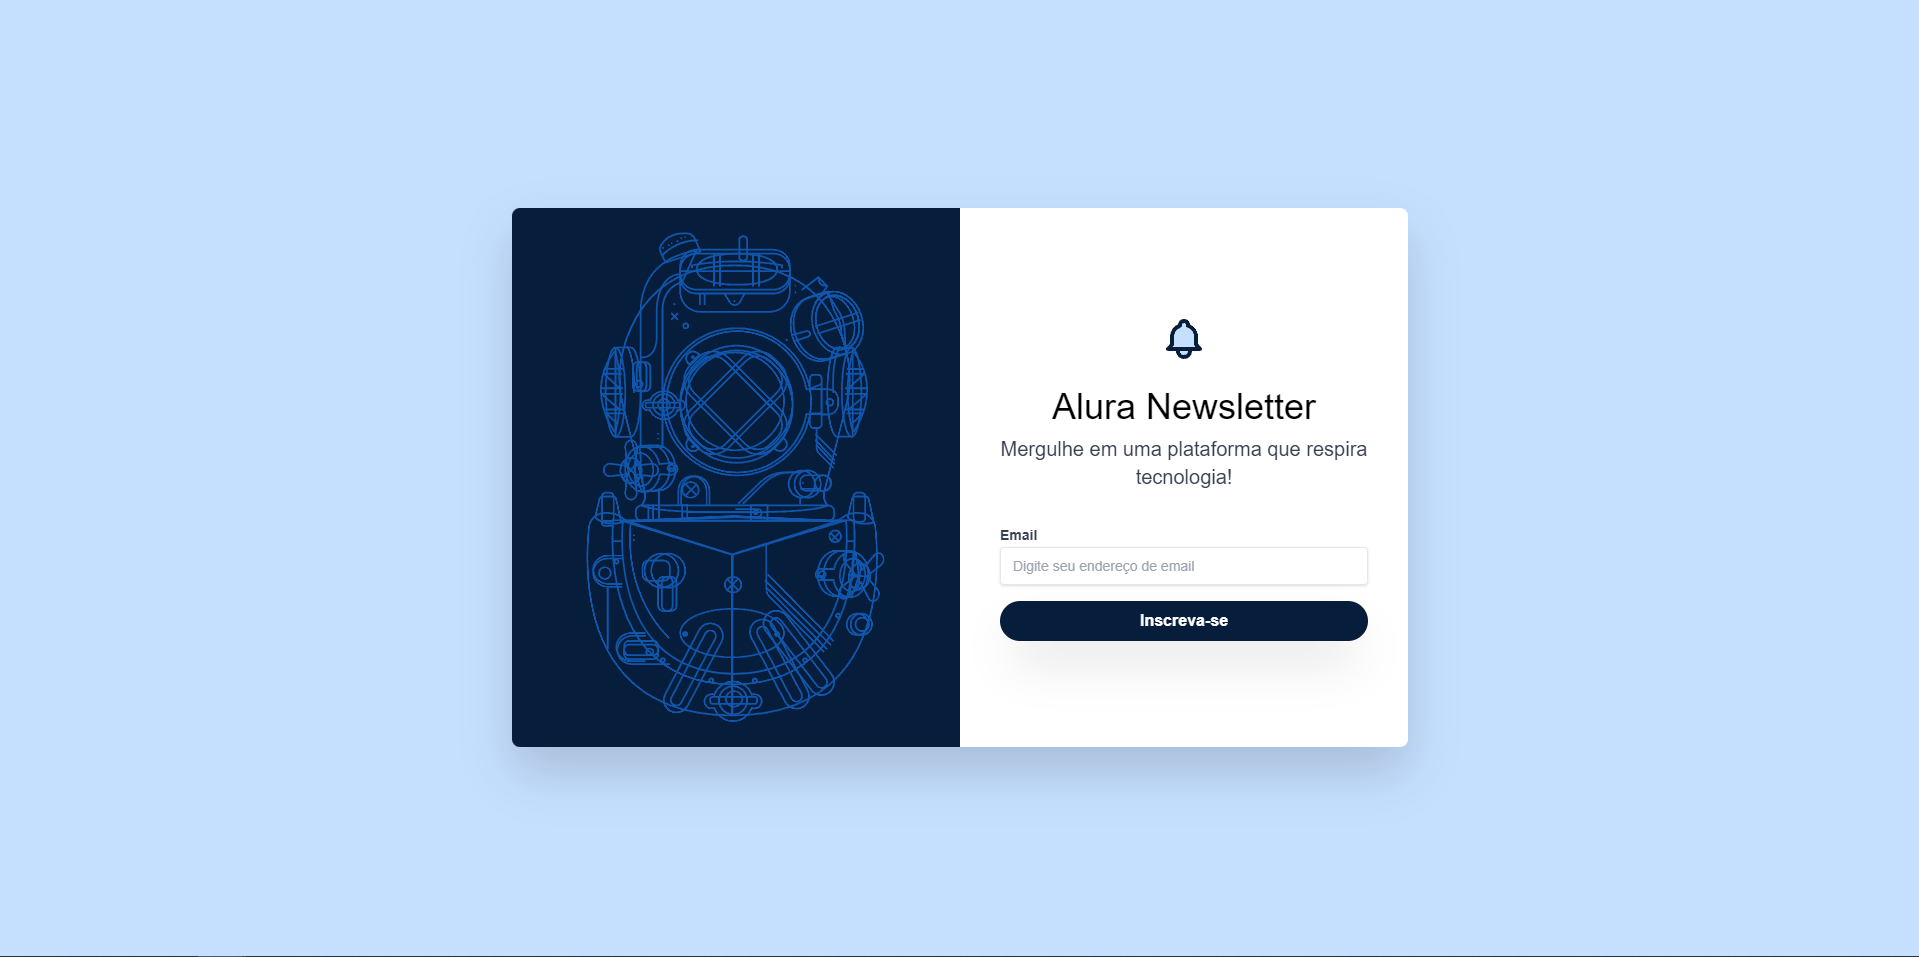 Alura Newsletter
Mergulhe em uma plataforma que respira
tecnologia!
Email
Digite seu endereço de email
Inscreva-se